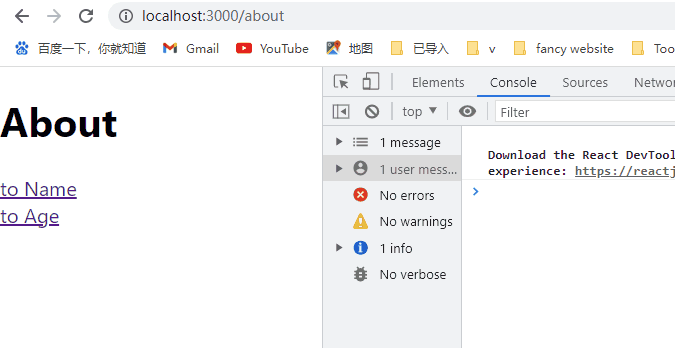 localhost:3000/about
百度一下，你就知道 Gmail YouTube 地图 已导入 v fancy website Too
Elements Console Sources Networ
top Filter
About
to Name
to Age
1 message
1 user mess...
No errors
No warnings
1 info
No verbose
Download the React DevTool
experience: https://reactj